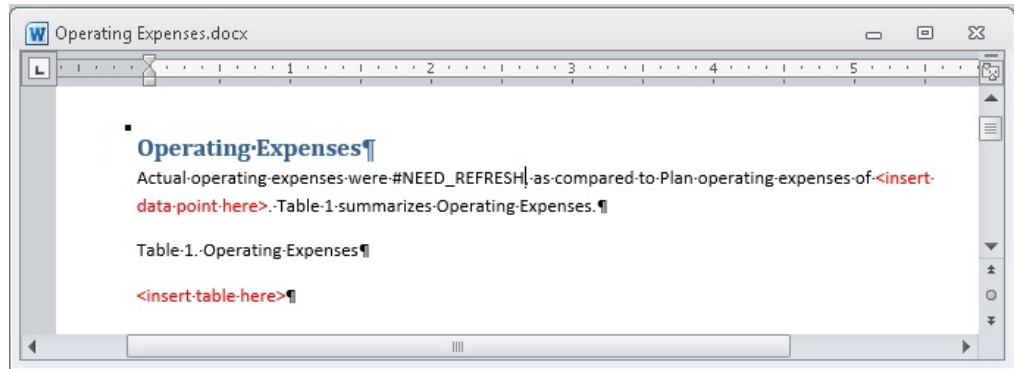 Operating Expenses.docx
L 1 2 3 4 5
Operating·Expenses¶
Actual·operating·expenses·were·#NEED_REFRESH,·as·compared·to·Plan·operating·expenses·of·<insert·
data·point·here>.·Table·1·summarizes·Operating·Expenses.¶
Table·1.·Operating·Expenses¶
<insert·table·here>¶